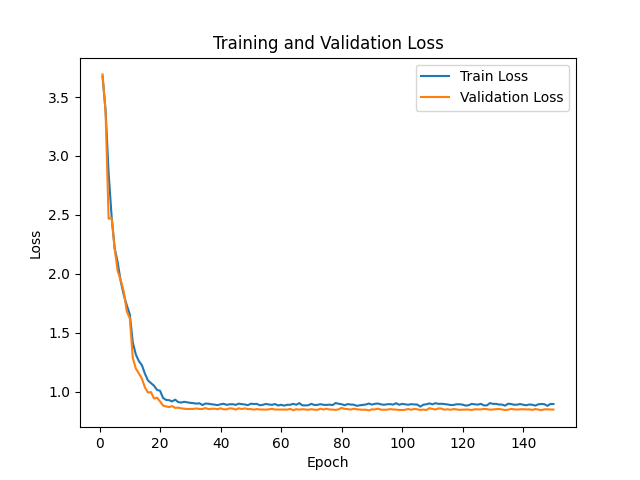 Training and Validation Loss
Train Loss
Validation Loss
3.5
3.0
2.5
2.0
1.5
1.0
Loss
0 20 40 60 80 100 120 140
Epoch